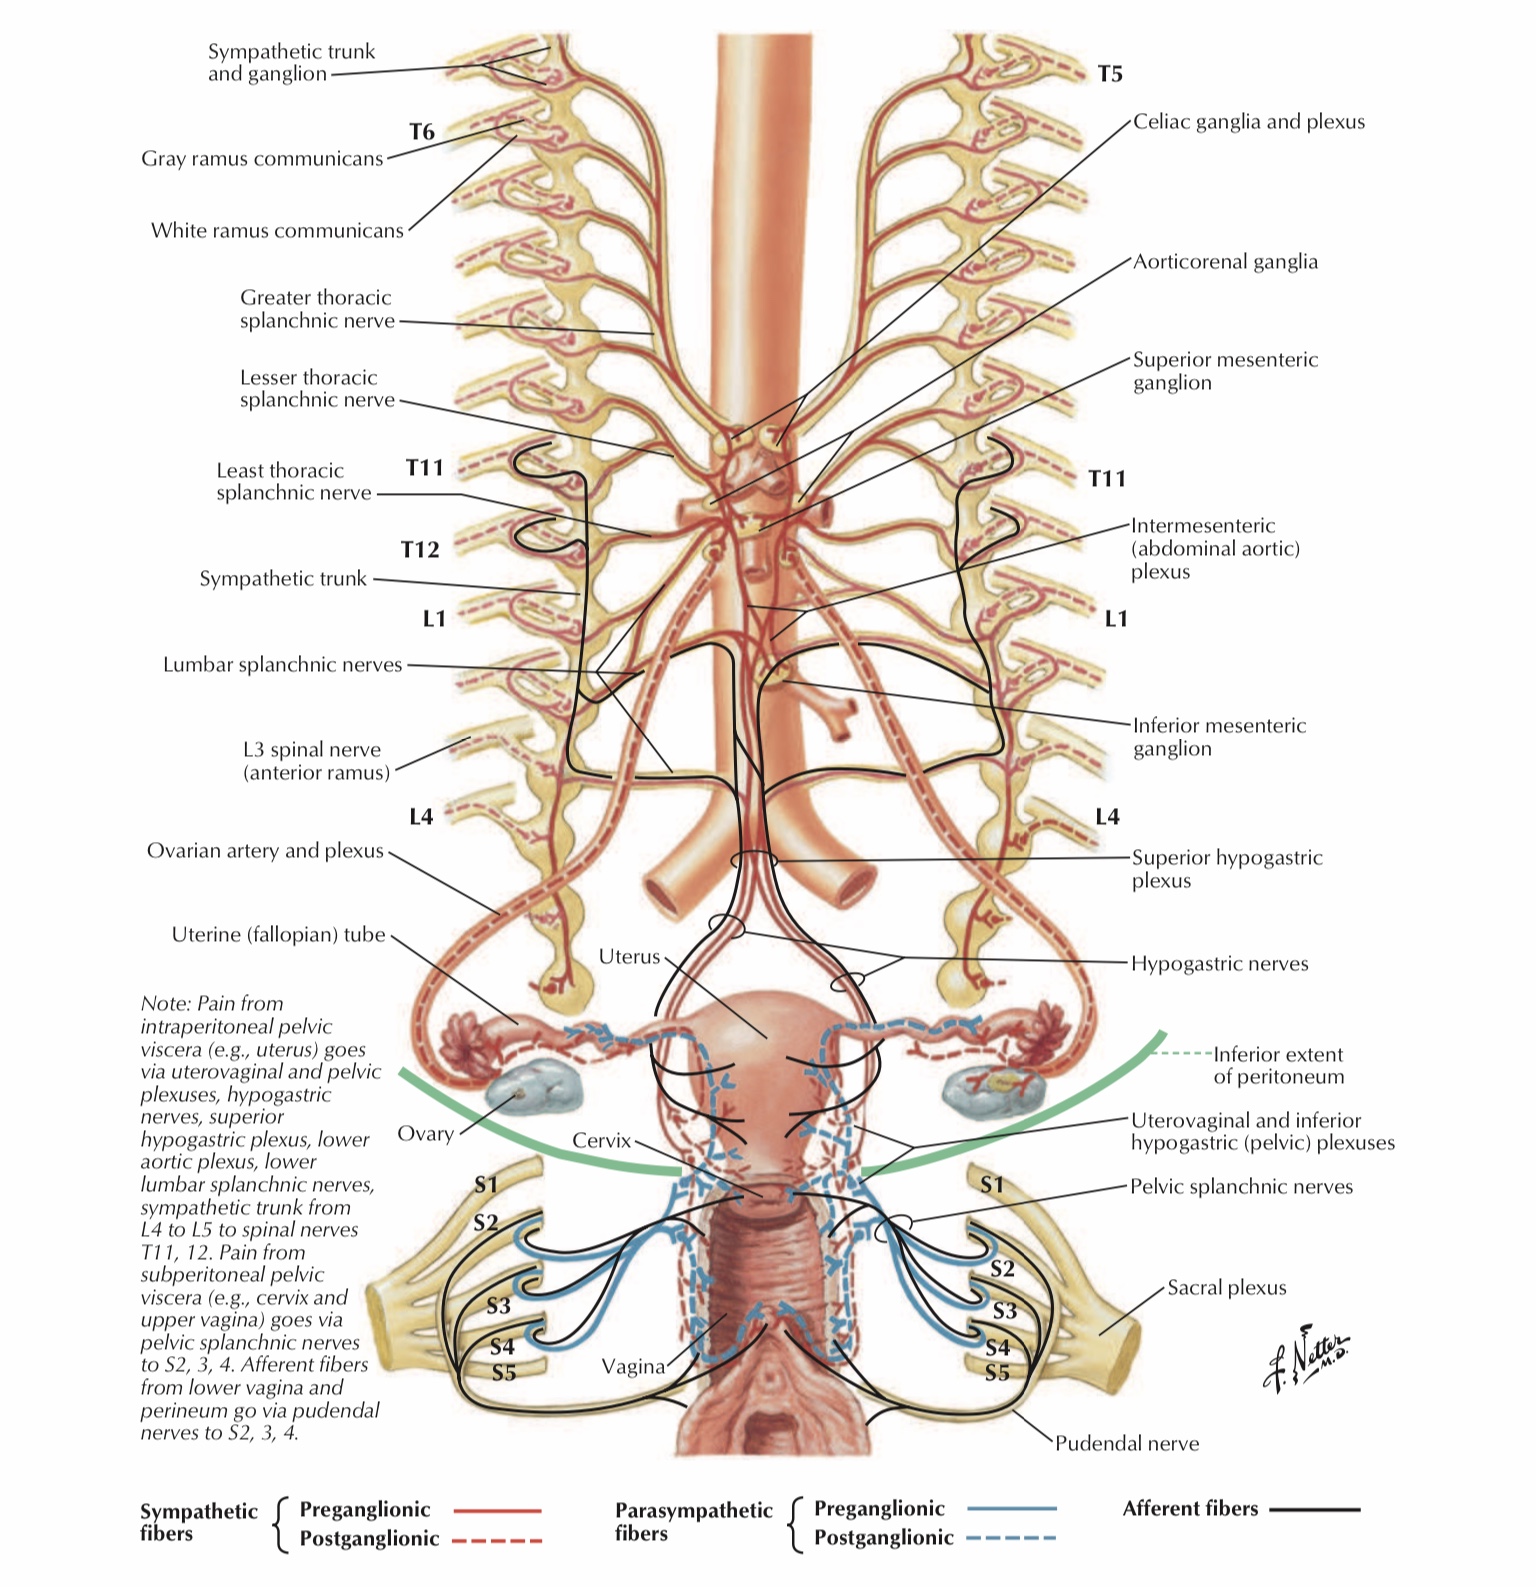 Sympathetic trunk
and ganglion
T5
Celiac ganglia and plexus
T6
Gray ramus communicans
White ramus communicans
Aorticorenal ganglia
Greater thoracic
splanchnic nerve
Superior mesenteric
ganglion
Lesser thoracic
splanchnic nerve
T11
Least thoracic
splanchnic nerve
T11
Intermesenteric
(abdominal aortic)
plexus
T12
Sympathetic trunk
L1
L1
Lumbar splanchnic nerves
Inferior mesenteric
ganglion
L3 spinal nerve
(anterior ramus)
L4
L4
Ovarian artery and plexus
Superior hypogastric
plexus
Uterine (fallopian) tube
Uterus
Hypogastric nerves
Note: Pain from
intraperitoneal pelvic
viscera (e.g., uterus) goes
via uterovaginal and pelvic
plexuses, hypogastric
nerves, superior
hypogastric plexus, lower
aortic plexus, lower
lumbar splanchnic nerves,
sympathetic trunk from
L4 to L5 to spinal nerves
T11, 12. Pain from
subperitoneal pelvic
viscera (e.g., cervix and
upper vagina) goes via
pelvic splanchnic nerves
to S2, 3, 4. Afferent fibers
from lower vagina and
perineum go via pudendal
nerves to S2, 3, 4.
Inferior extent
of peritoneum
Ovary
Cervix
Uterovaginal and inferior
hypogastric (pelvic) plexuses
S1
S1
Pelvic splanchnic nerves
S2
S2
Sacral plexus
S3
S3
S4
S4
S5
S5
Vagina
F. Netter
M.D.
Pudendal nerve
Sympathetic
fibers
Preganglionic
Postganglionic
Parasympathetic
fibers
Preganglionic
Postganglionic
Afferent fibers